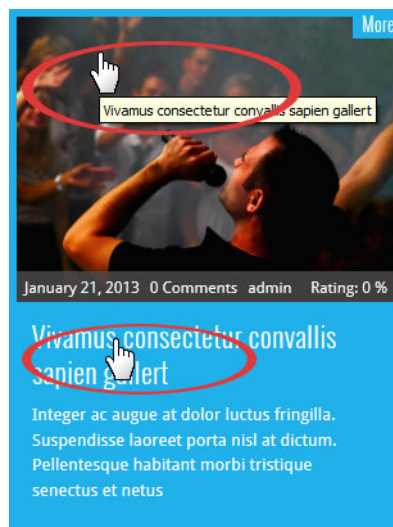 More
Vivamus consectetur convallis sapien gallert
January 21, 2013 0 Comments admin Rating: 0 %
Vivamus consectetur convallis
sapien gallert
Integer ac augue at dolor luctus fringilla.
Suspendisse laoreet porta nisl at dictum.
Pellentesque habitant morbi tristique
senectus et netus